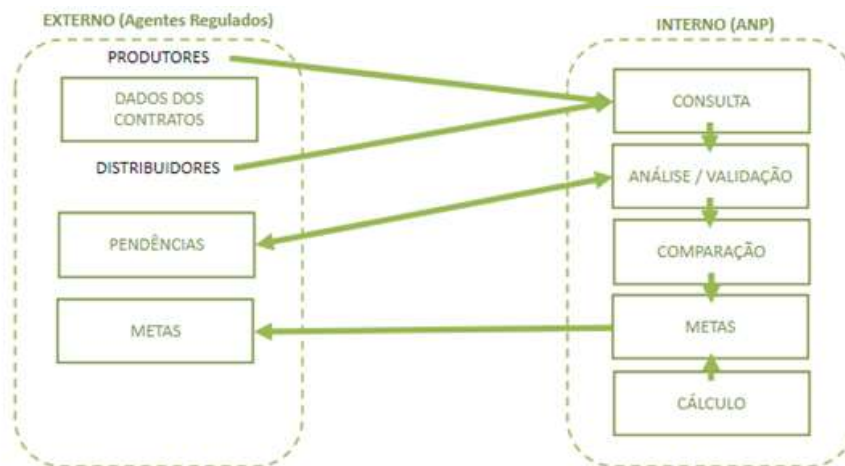 EXTERNO (Agentes Regulados)
PRODUTORES
DADOS DOS
CONTRATOS
DISTRIBUIDORES
PENDÊNCIAS
METAS
INTERNO (ANP)
CONSULTA
ANÁLISE / VALIDAÇÃO
COMPARAÇÃO
METAS
CÁLCULO